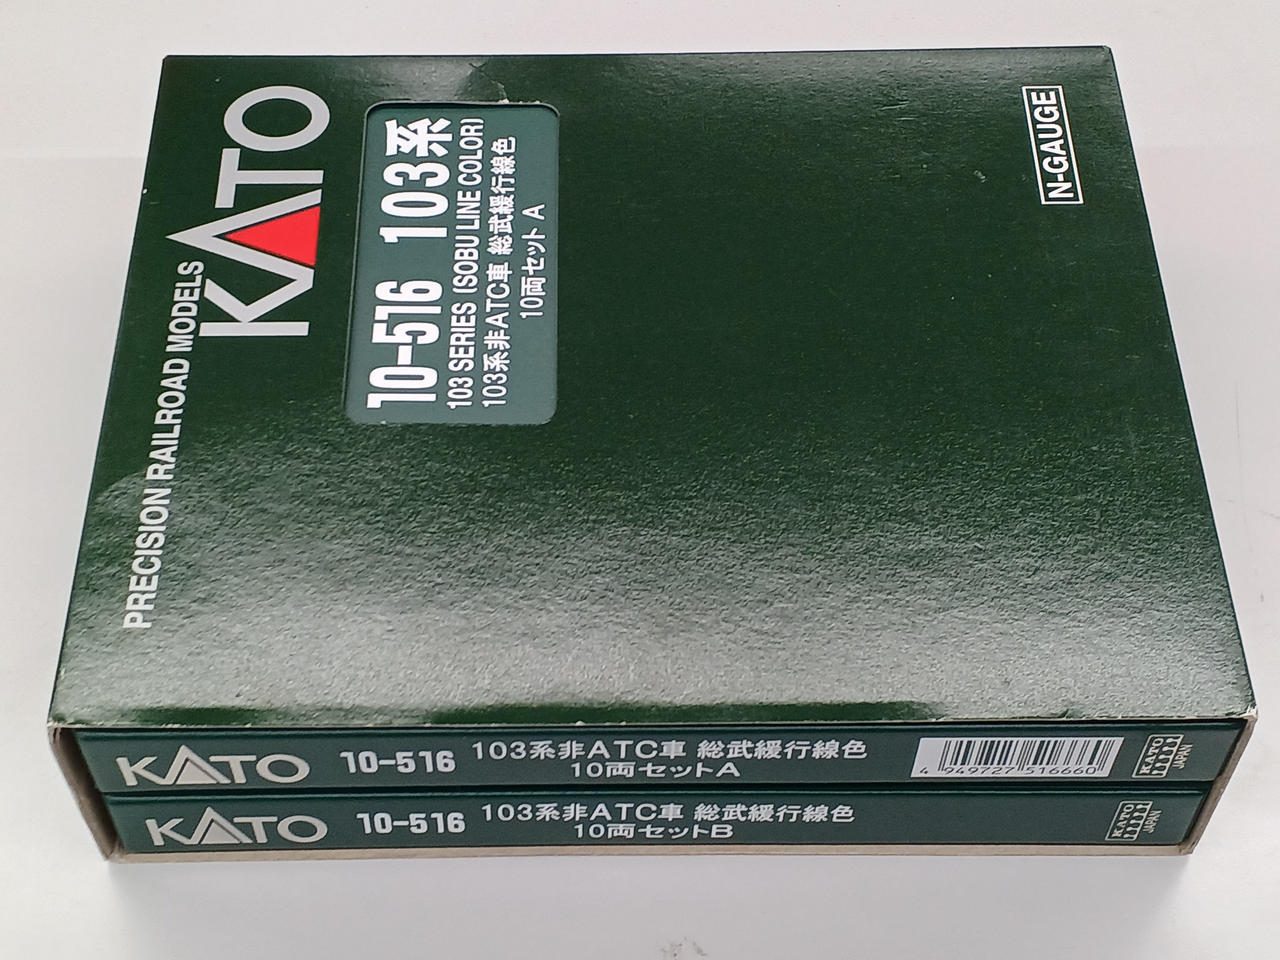 PRECISION RAILROAD MODELS
KATO
10-516 103系
103 SERIES (SOBU LINE COLOR)
103系非ATC車 総武緩行線色
10両セット A
N-GAUGE
KATO 10-516 103系非ATC車 総武緩行線色
10両セットA
4 949727 516660
KATO
JAPAN
KATO 10-516 103系非ATC車 総武緩行線色
10両セットB
KATO
JAPAN